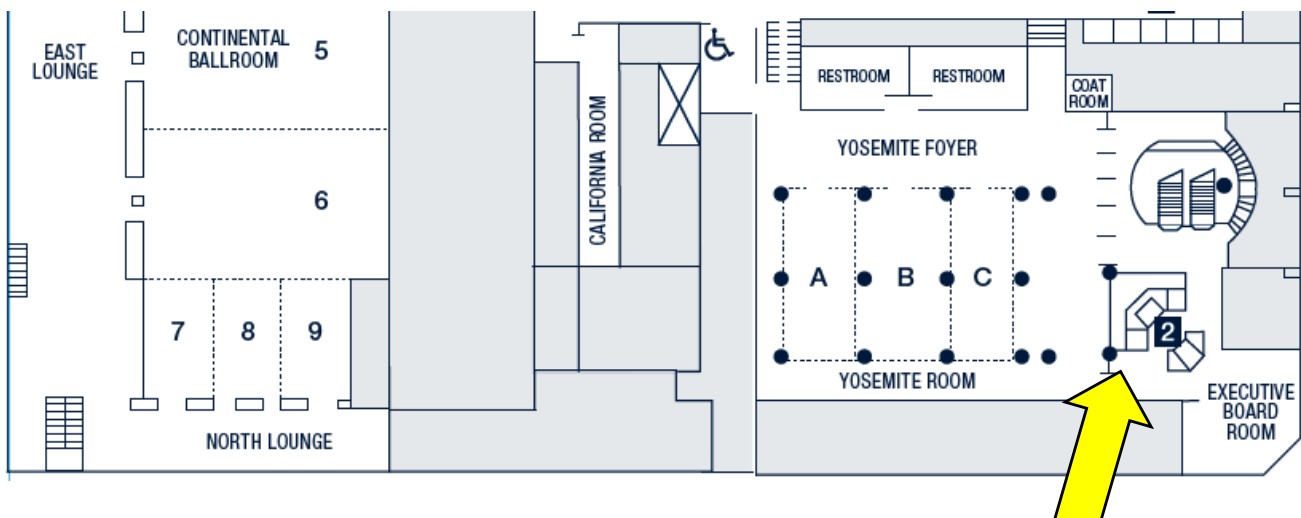 EAST
LOUNGE
CONTINENTAL
BALLROOM
5
6
7
8
9
NORTH LOUNGE
CALIFORNIA ROOM
RESTROOM
RESTROOM
COAT
ROOM
YOSEMITE FOYER
A
B
C
YOSEMITE ROOM
2
EXECUTIVE
BOARD
ROOM